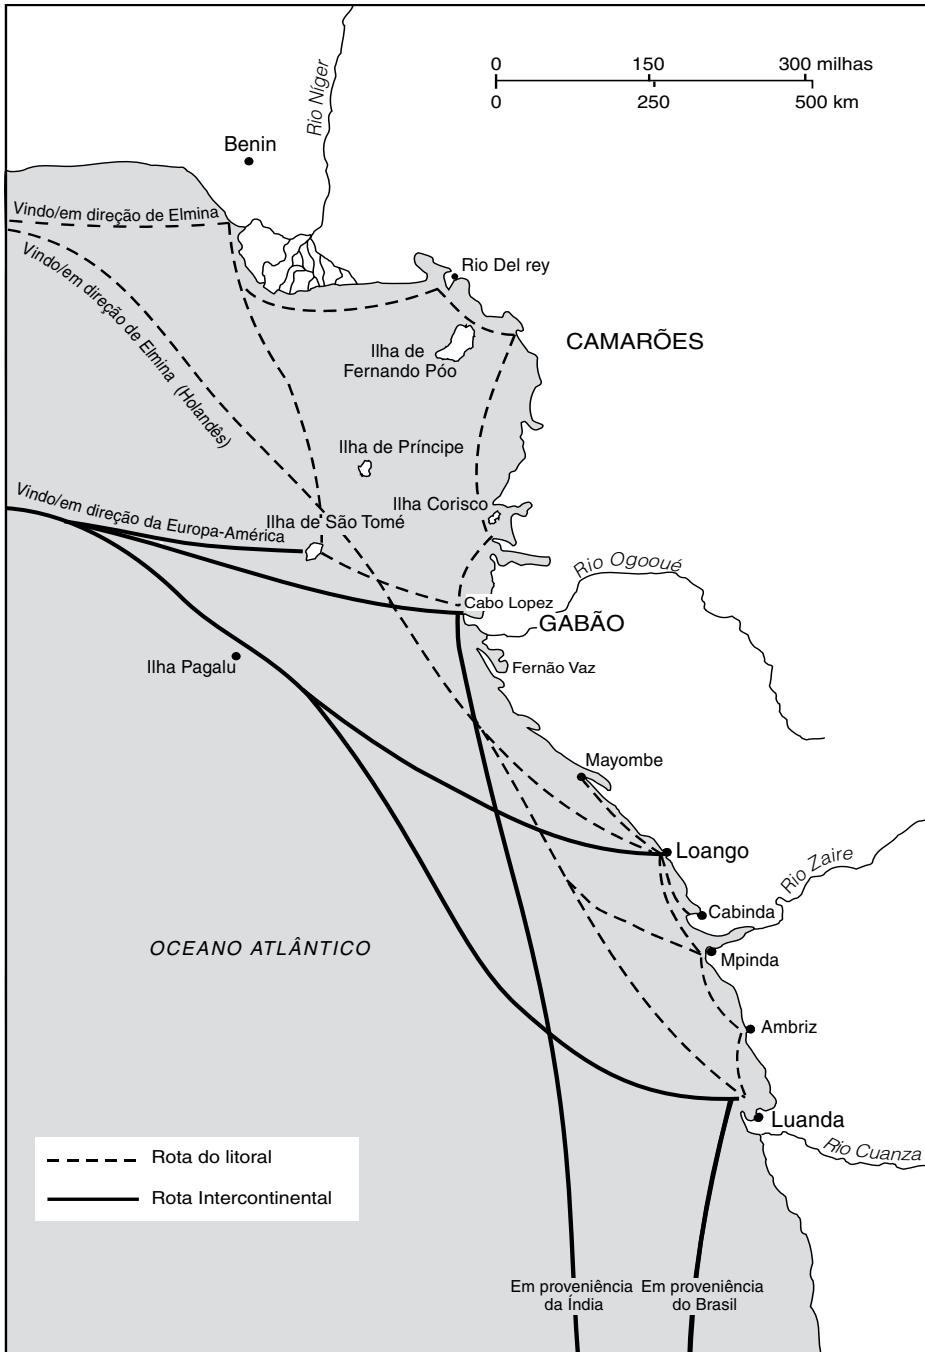 0 150 300 milhas
0 250 500 km
Rio Níger
Benin
Vindo/em direção de Elmina
Vindo/em direção de Elmina (Holandês)
Rio Del rey
CAMARÕES
Ilha de
Fernando Póo
Ilha de Príncipe
Ilha Corisco
Vindo/em direção da Europa-América
Ilha de São Tomé
Rio Ogooué
Cabo Lopez
GABÃO
Ilha Pagalu
Fernão Vaz
Mayombe
Loango
Rio Zaire
Cabinda
OCEANO ATLÂNTICO
Mpinda
Ambriz
Luanda
Rio Cuanza
Rota do litoral
Rota Intercontinental
Em proveniência
da Índia
Em proveniência
do Brasil